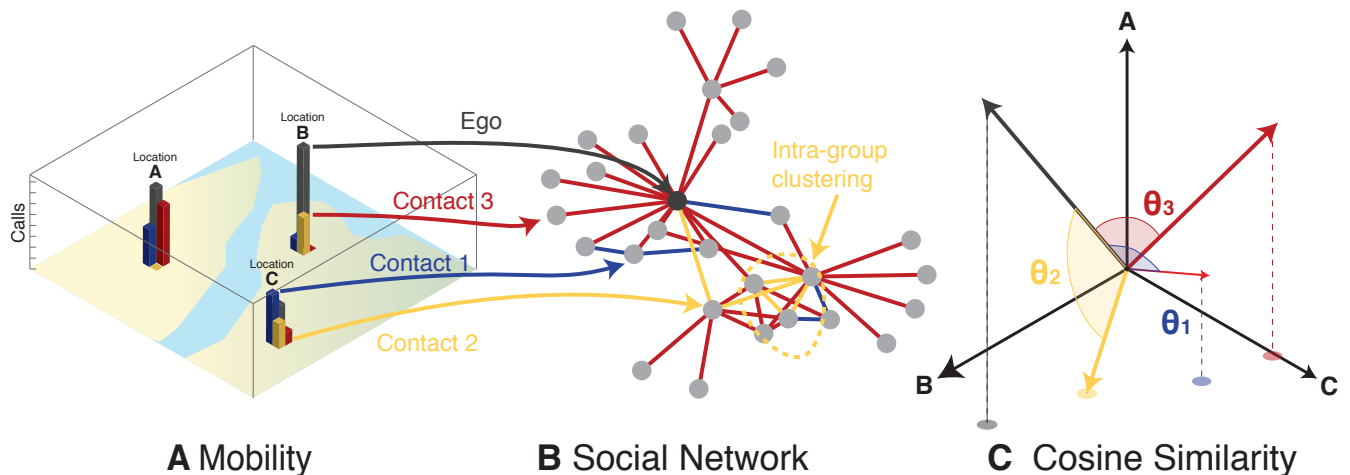 Location
A
Location
B
Location
C
Calls
Ego
Contact 3
Contact 1
Contact 2
Intra-group
clustering
A
B
C
θ3
θ2
θ1
A Mobility
B Social Network
C Cosine Similarity